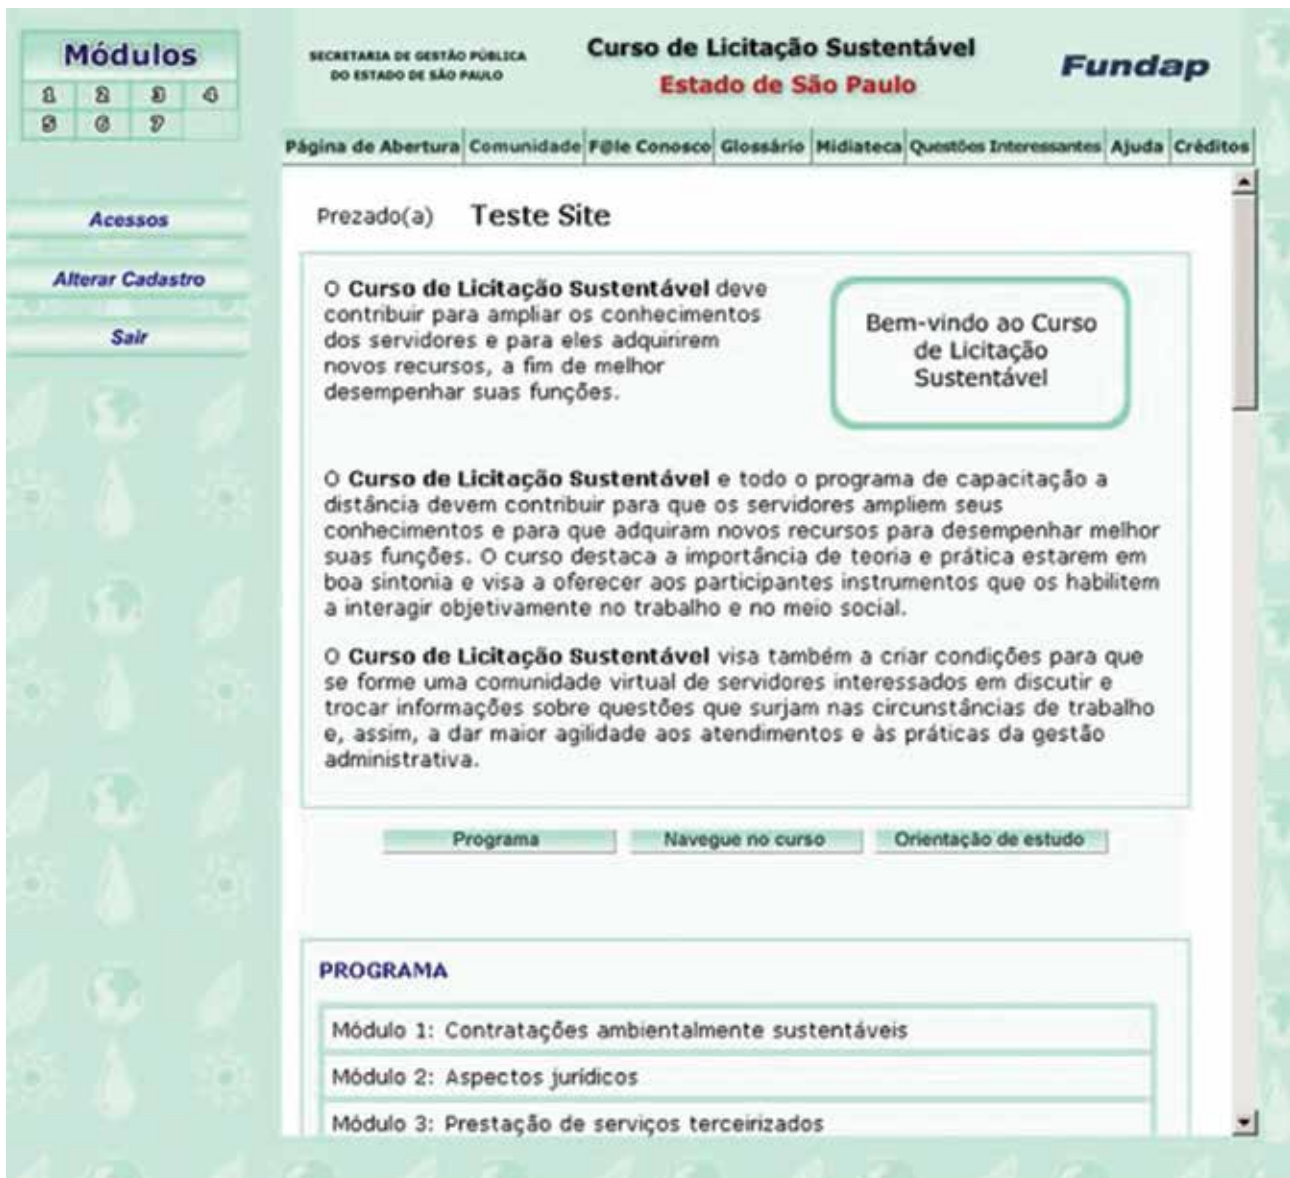 Módulos
1 2 3 4
5 6 7
SECRETARIA DE GESTÃO PÚBLICA
DO ESTADO DE SÃO PAULO
Curso de Licitação Sustentável
Estado de São Paulo
Fundap
Página de Abertura Comunidade F@le Conosco Glossário Midiateca Questões Interessantes Ajuda Créditos
Acessos
Alterar Cadastro
Sair
Prezado(a) Teste Site
O Curso de Licitação Sustentável deve
contribuir para ampliar os conhecimentos
dos servidores e para eles adquirirem
novos recursos, a fim de melhor
desempenhar suas funções.
Bem-vindo ao Curso
de Licitação
Sustentável
O Curso de Licitação Sustentável e todo o programa de capacitação a
distância devem contribuir para que os servidores ampliem seus
conhecimentos e para que adquiram novos recursos para desempenhar melhor
suas funções. O curso destaca a importância de teoria e prática estarem em
boa sintonia e visa a oferecer aos participantes instrumentos que os habilitem
a interagir objetivamente no trabalho e no meio social.
O Curso de Licitação Sustentável visa também a criar condições para que
se forme uma comunidade virtual de servidores interessados em discutir e
trocar informações sobre questões que surjam nas circunstâncias de trabalho
e, assim, a dar maior agilidade aos atendimentos e às práticas da gestão
administrativa.
Programa Navegue no curso Orientação de estudo
PROGRAMA
Módulo 1: Contratações ambientalmente sustentáveis
Módulo 2: Aspectos jurídicos
Módulo 3: Prestação de serviços terceirizados